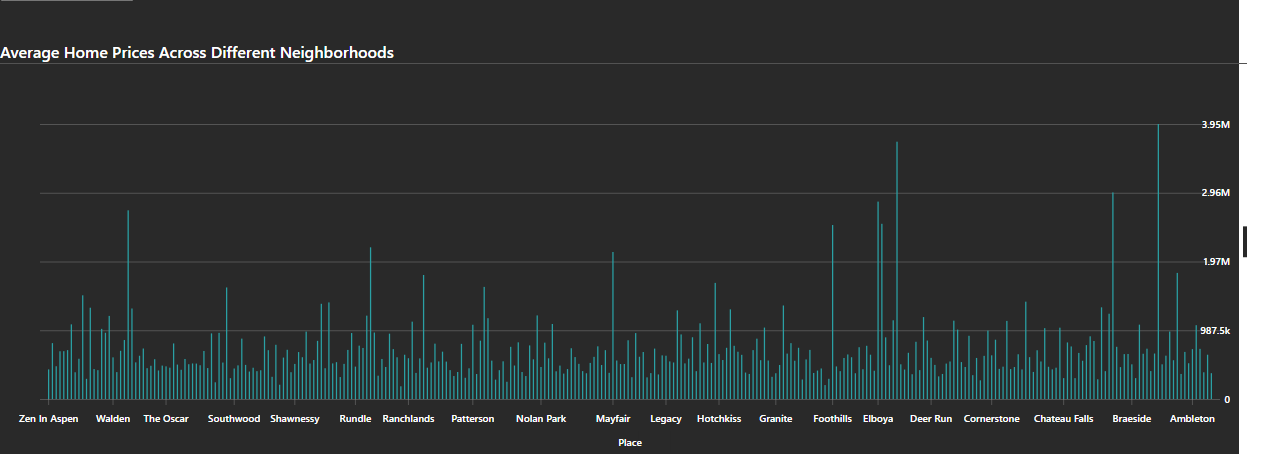 Average Home Prices Across Different Neighborhoods
3.95M
2.96M
1.97M
987.5k
0
Zen In Aspen Walden The Oscar Southwood Shawnessy Rundle Ranchlands Patterson Nolan Park Mayfair Legacy Hotchkiss Granite Foothills Elboya Deer Run Cornerstone Chateau Falls Braeside Ambleton
Place